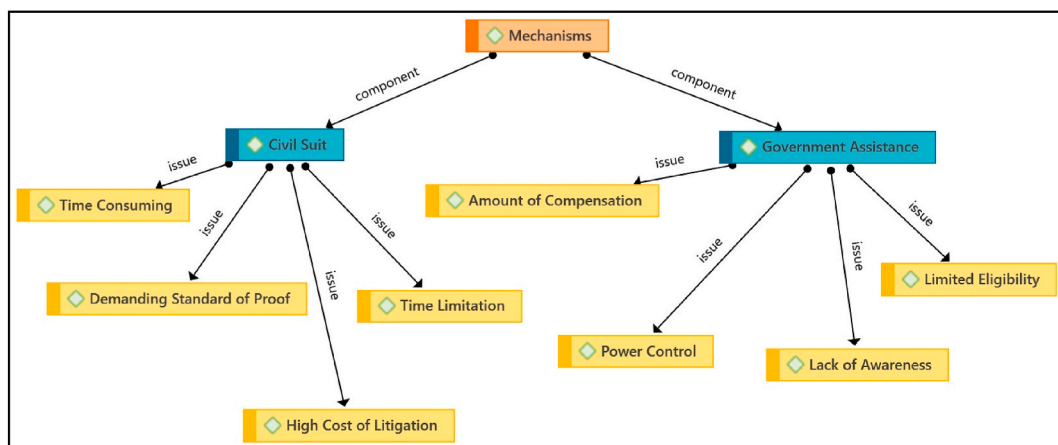 Mechanisms
component
component
Civil Suit
Government Assistance
issue
issue
Time Consuming
Amount of Compensation
issue
issue
issue
issue
issue
issue
Demanding Standard of Proof
Time Limitation
Limited Eligibility
Power Control
Lack of Awareness
High Cost of Litigation